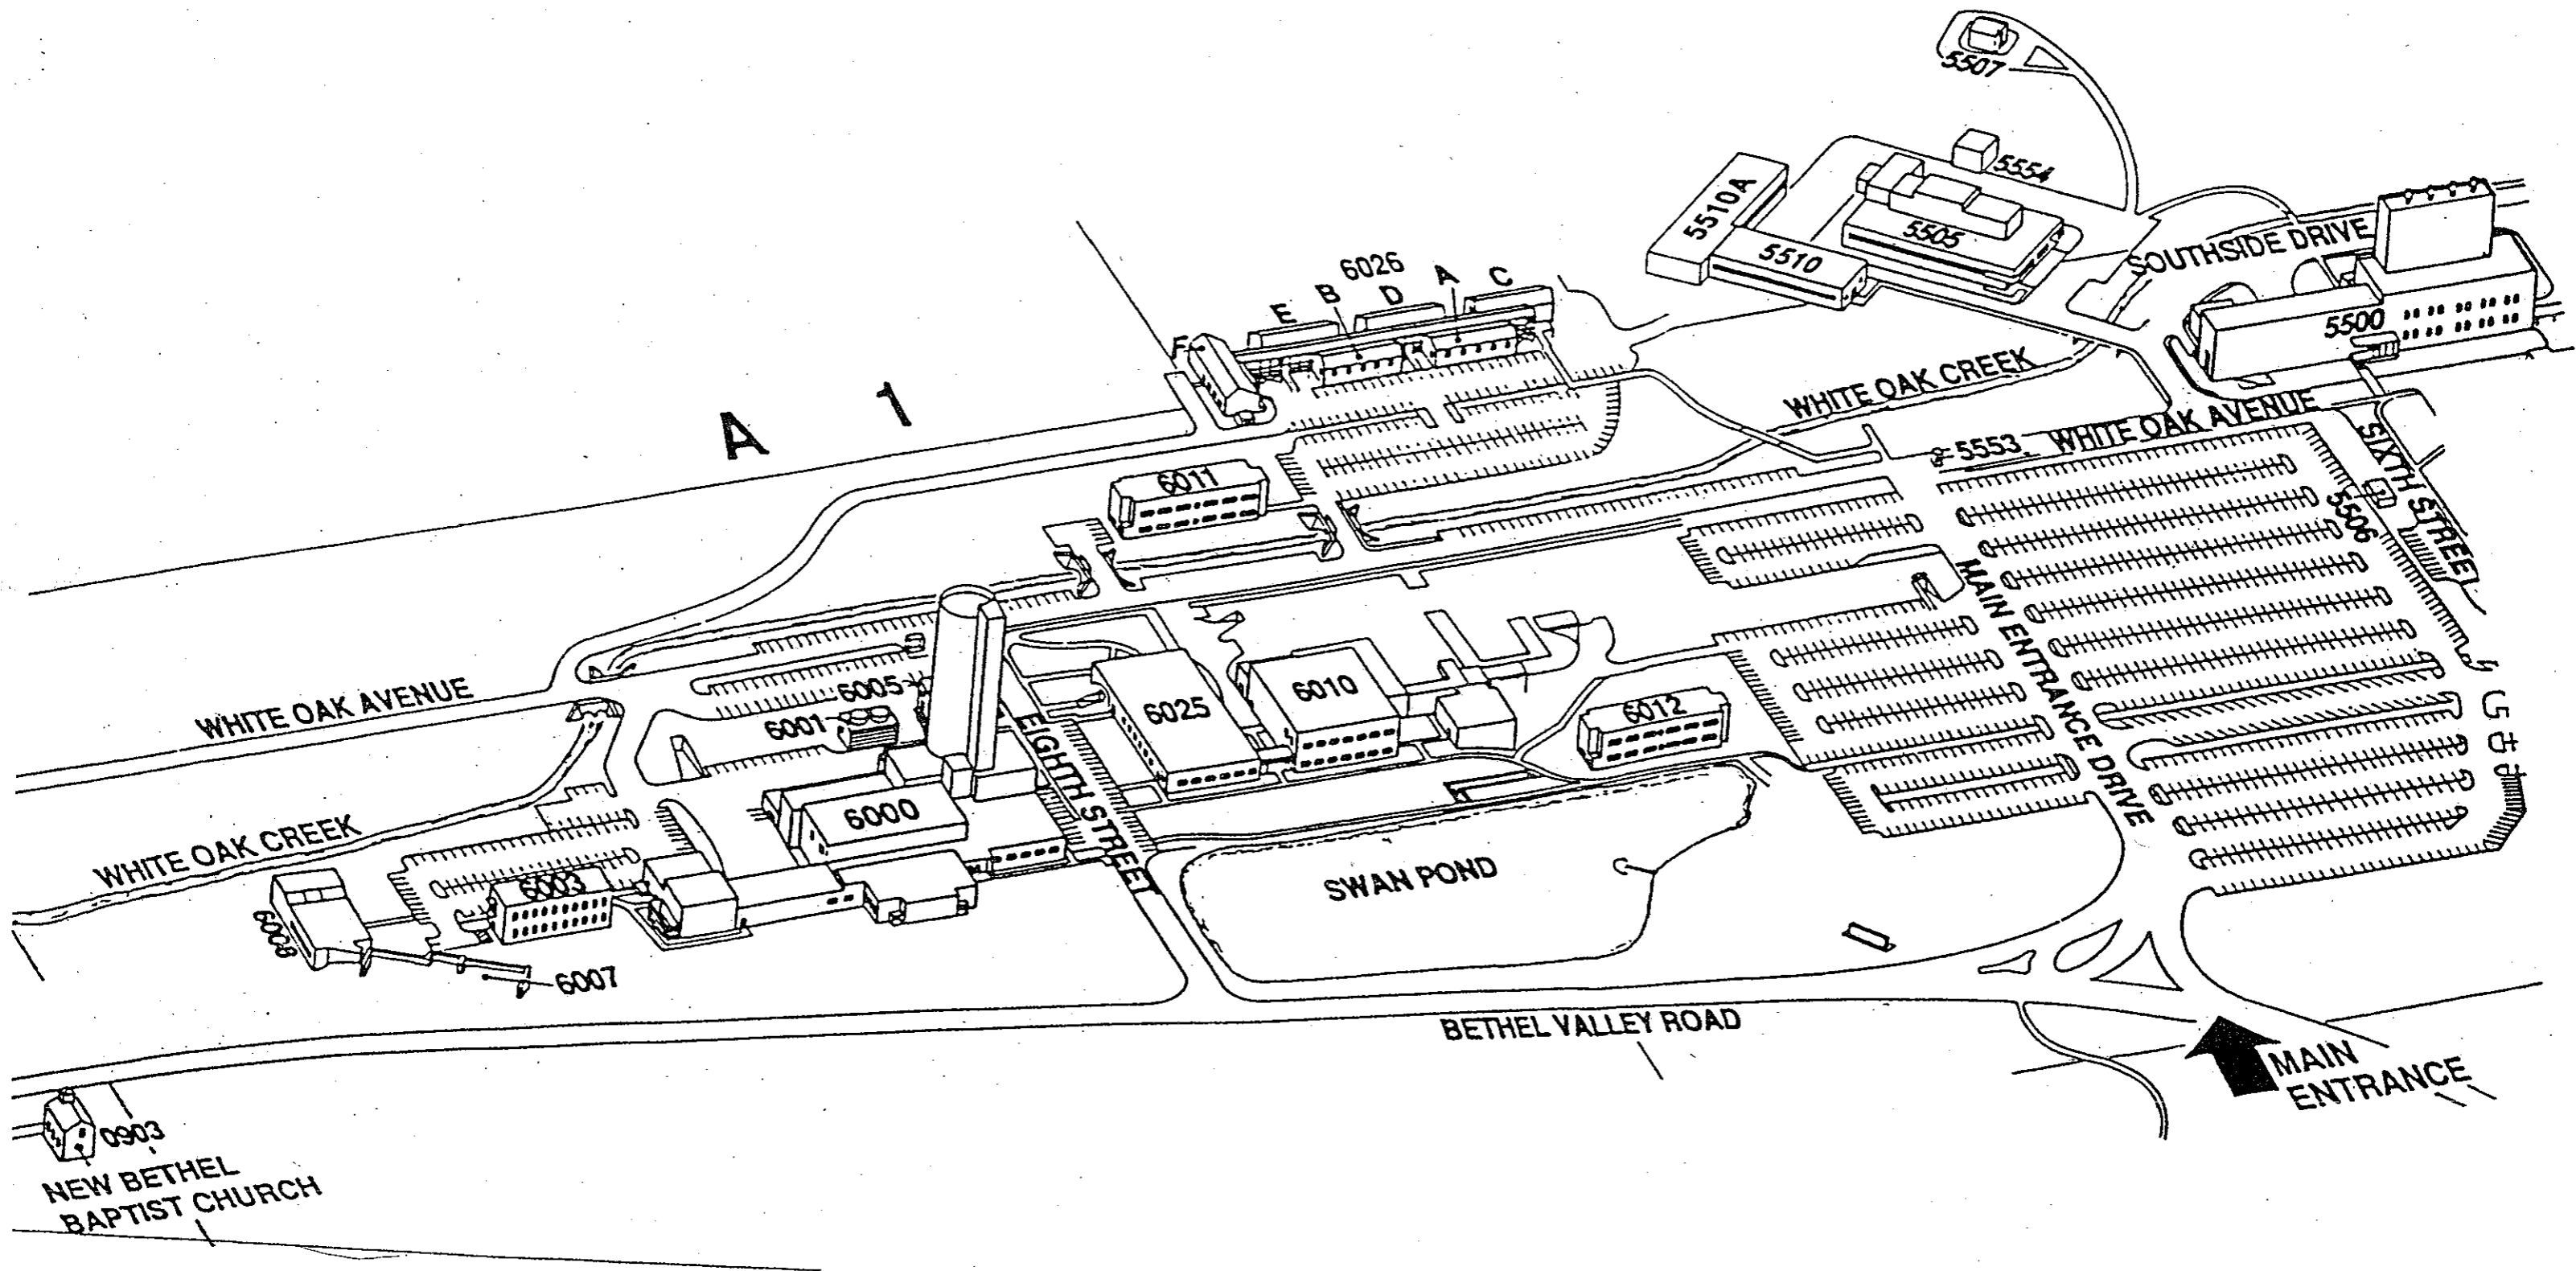 5507
5554
5510A
5505
5510
SOUTHSIDE DRIVE
5500
6026
A
C
B
D
E
F
WHITE OAK CREEK
A 1
5553
WHITE OAK AVENUE
SIXTH STREET
6011
5506
MAIN ENTRANCE DRIVE
WHITE OAK AVENUE
6005
6001
6025
6010
6012
EIGHTH STREET
6000
WHITE OAK CREEK
SWAN POND
6003
6008
6007
BETHEL VALLEY ROAD
MAIN
ENTRANCE
0903
NEW BETHEL
BAPTIST CHURCH